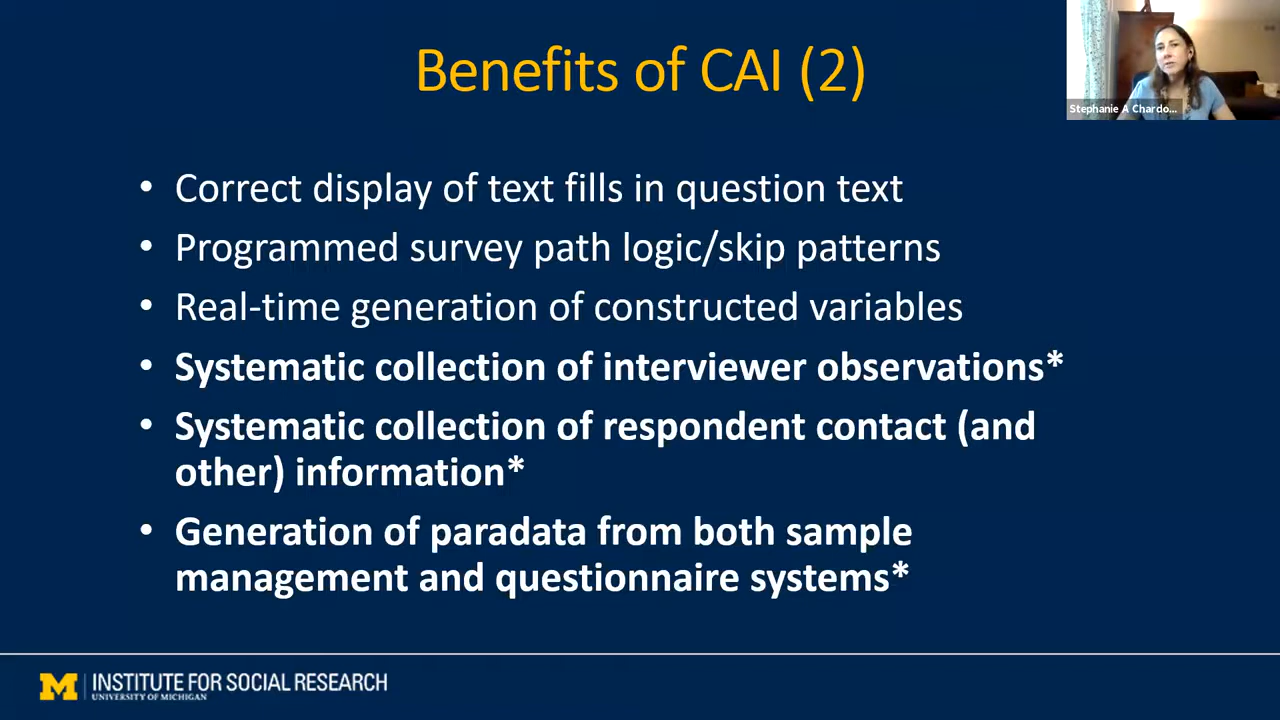 Benefits of CAI (2)
Stephanie A Chardo...
• Correct display of text fills in question text
• Programmed survey path logic/skip patterns
• Real-time generation of constructed variables
• Systematic collection of interviewer observations*
• Systematic collection of respondent contact (and
other) information*
• Generation of paradata from both sample
management and questionnaire systems*
M INSTITUTE FOR SOCIAL RESEARCH
UNIVERSITY OF MICHIGAN